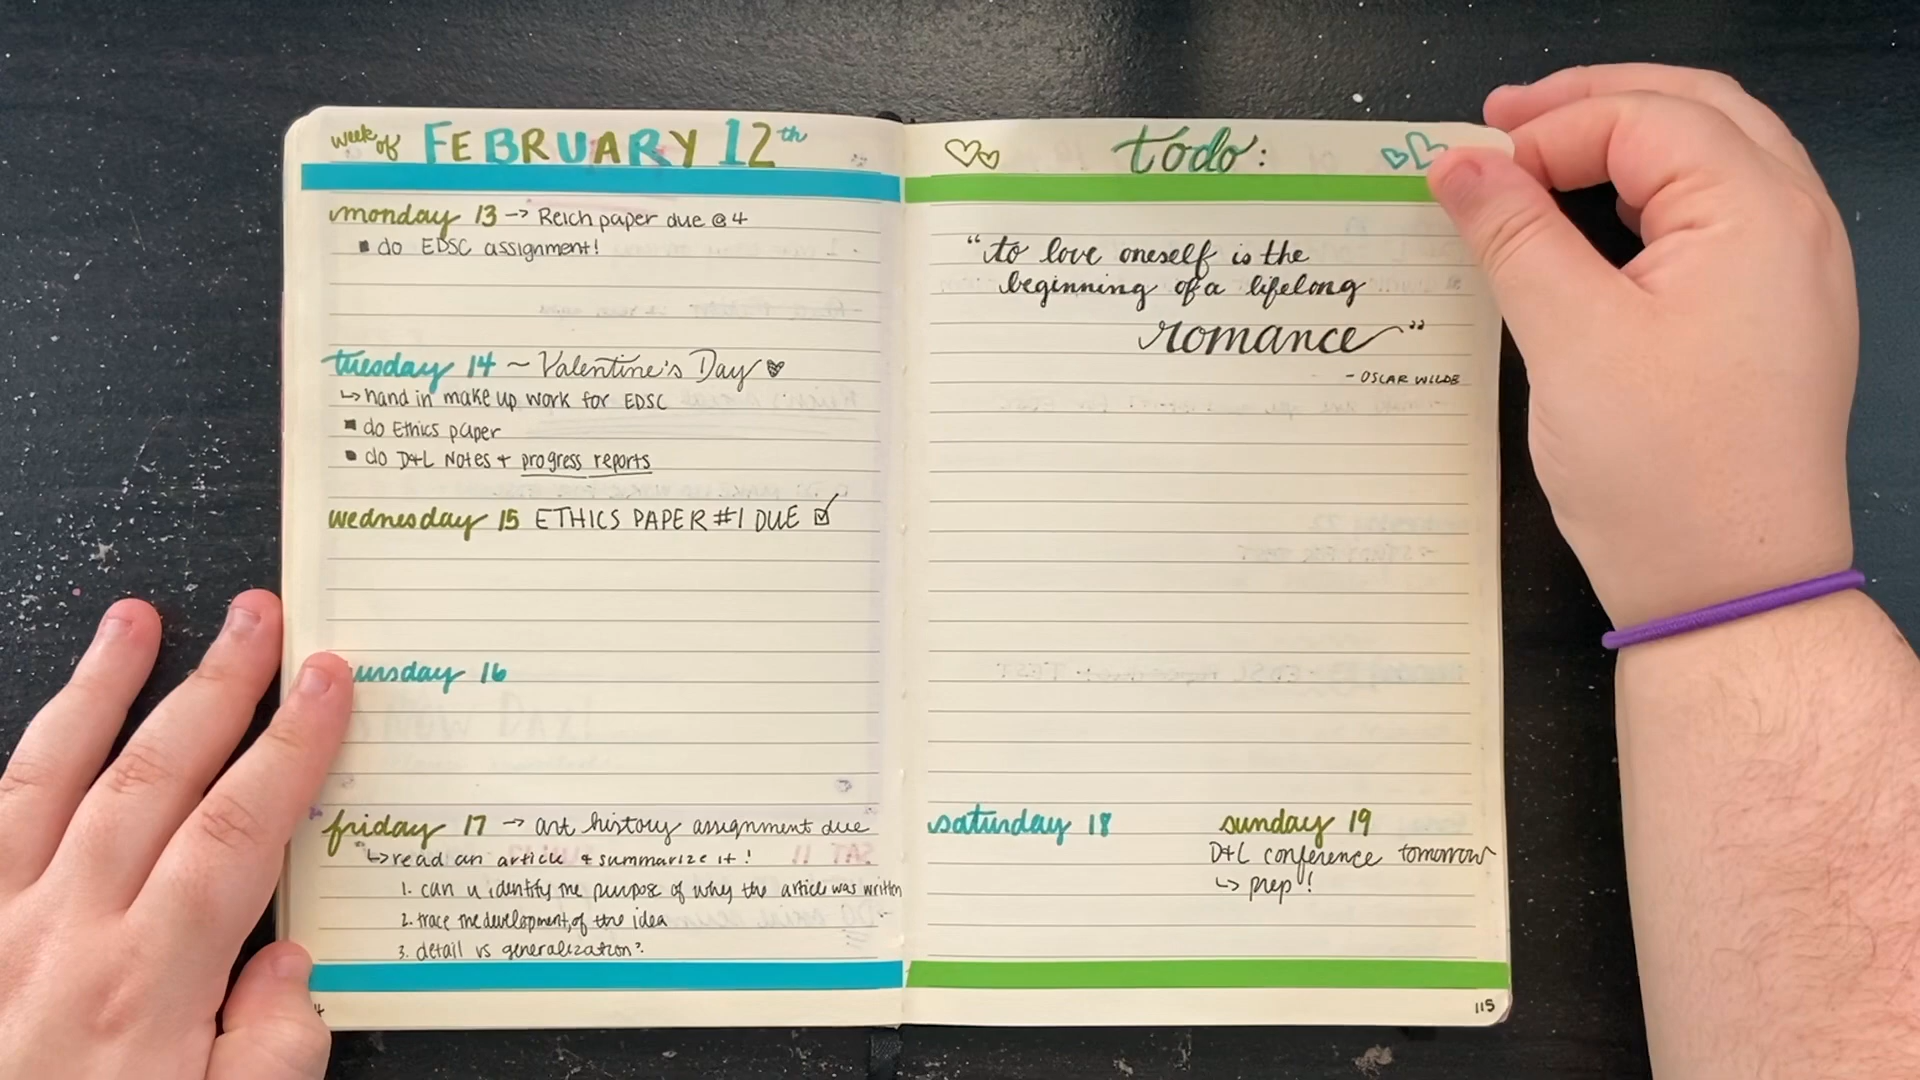 week of FEBRUARY 12th
monday 13 → Reich paper due @ 4
▪ do EDSC assignment!
tuesday 14 ~ Valentine's Day ♥
↳ hand in make up work for EDSC
▪ do Ethics paper
▪ do D+L Notes + progress reports
wednesday 15 ETHICS PAPER #1 DUE ☑
ursday 16
friday 17 → art history assignment due
↳ read an article + summarize it!
1. can u identify the purpose of why the article was written
2. trace the development of the idea
3. detail vs generalization?
4
todo:
"to love oneself is the
beginning of a lifelong
romance"
- OSCAR WILDE
saturday 18
sunday 19
D+L conference tomorrow
↳ prep!
115